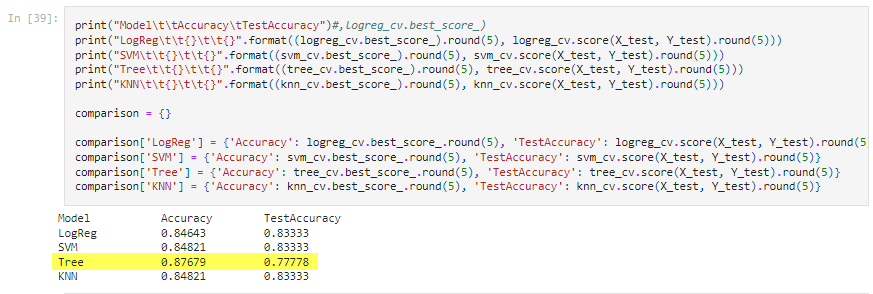 In [39]:
print("Model\t\tAccuracy\tTestAccuracy")#,logreg_cv.best_score_)
print("LogReg\t\t{}\t\t{}".format((logreg_cv.best_score_).round(5), logreg_cv.score(X_test, Y_test).round(5)))
print("SVM\t\t{}\t\t{}".format((svm_cv.best_score_).round(5), svm_cv.score(X_test, Y_test).round(5)))
print("Tree\t\t{}\t\t{}".format((tree_cv.best_score_).round(5), tree_cv.score(X_test, Y_test).round(5)))
print("KNN\t\t{}\t\t{}".format((knn_cv.best_score_).round(5), knn_cv.score(X_test, Y_test).round(5)))
comparison = {}
comparison['LogReg'] = {'Accuracy': logreg_cv.best_score_.round(5), 'TestAccuracy': logreg_cv.score(X_test, Y_test).round(5
comparison['SVM'] = {'Accuracy': svm_cv.best_score_.round(5), 'TestAccuracy': svm_cv.score(X_test, Y_test).round(5)}
comparison['Tree'] = {'Accuracy': tree_cv.best_score_.round(5), 'TestAccuracy': tree_cv.score(X_test, Y_test).round(5)}
comparison['KNN'] = {'Accuracy': knn_cv.best_score_.round(5), 'TestAccuracy': knn_cv.score(X_test, Y_test).round(5)}
Model Accuracy TestAccuracy
LogReg 0.84643 0.83333
SVM 0.84821 0.83333
Tree 0.87679 0.77778
KNN 0.84821 0.83333